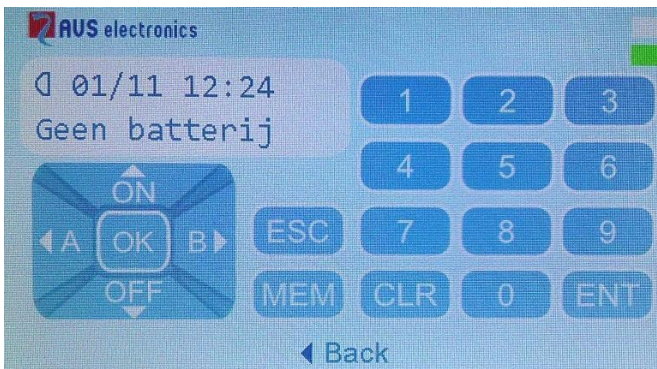 AVS electronics
01/11 12:24
Geen batterij
1 2 3
ON
4 5 6
A OK B
ESC 7 8 9
OFF
MEM CLR 0 ENT
Back